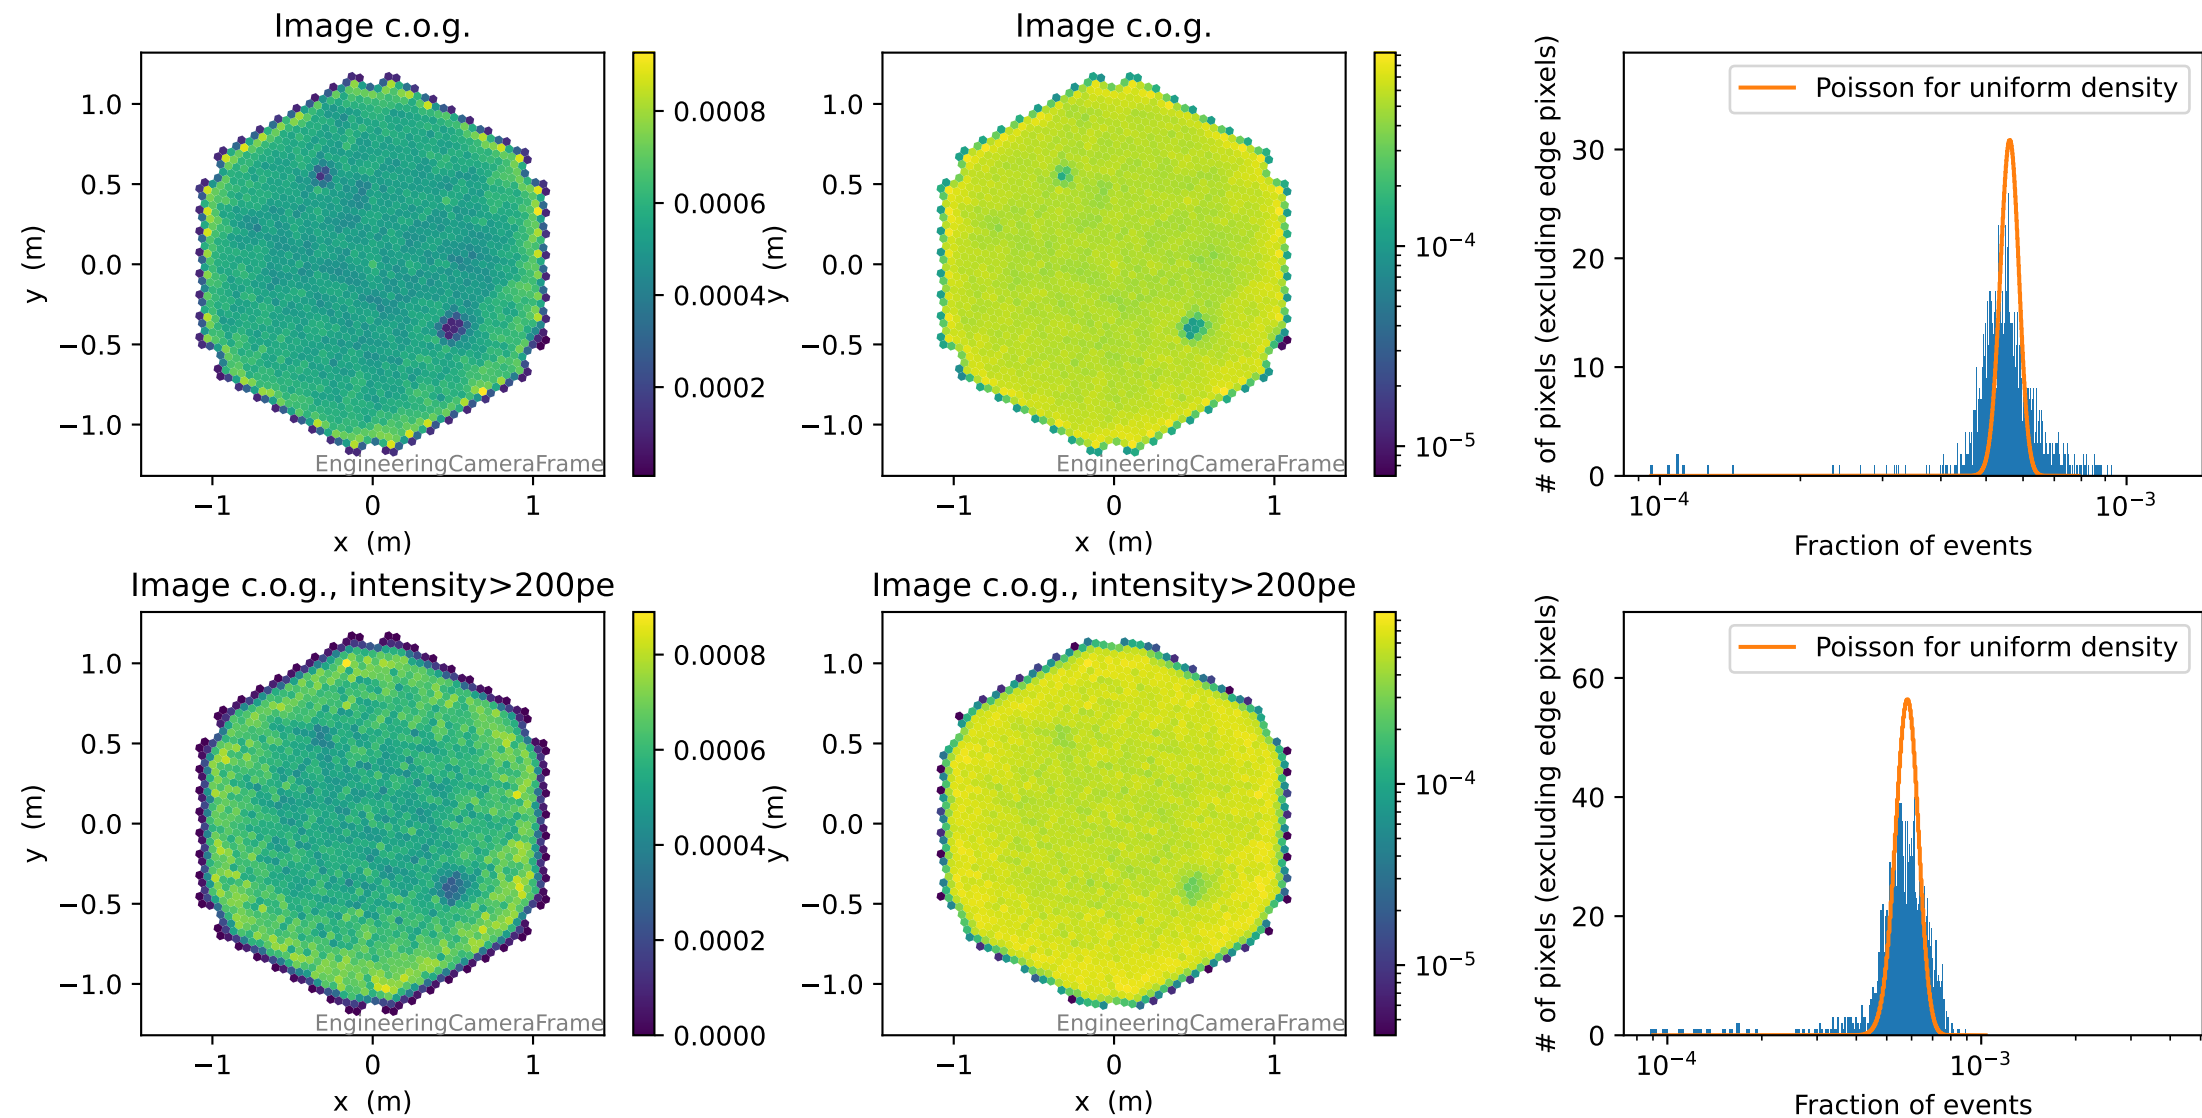 Image c.o.g.
1.0
0.5
0.0
−0.5
−1.0
y (m)
−1
0
1
x (m)
EngineeringCameraFrame
0.0008
0.0006
0.0004
0.0002
Image c.o.g.
1.0
0.5
0.0
−0.5
−1.0
y (m)
−1
0
1
x (m)
EngineeringCameraFrame
10⁻⁴
10⁻⁵
Poisson for uniform density
# of pixels (excluding edge pixels)
30
20
10
0
10⁻⁴
10⁻³
Fraction of events
Image c.o.g., intensity>200pe
1.0
0.5
0.0
−0.5
−1.0
y (m)
−1
0
1
x (m)
EngineeringCameraFrame
0.0008
0.0006
0.0004
0.0002
0.0000
Image c.o.g., intensity>200pe
1.0
0.5
0.0
−0.5
−1.0
y (m)
−1
0
1
x (m)
EngineeringCameraFrame
10⁻⁴
10⁻⁵
Poisson for uniform density
# of pixels (excluding edge pixels)
60
40
20
0
10⁻⁴
10⁻³
Fraction of events